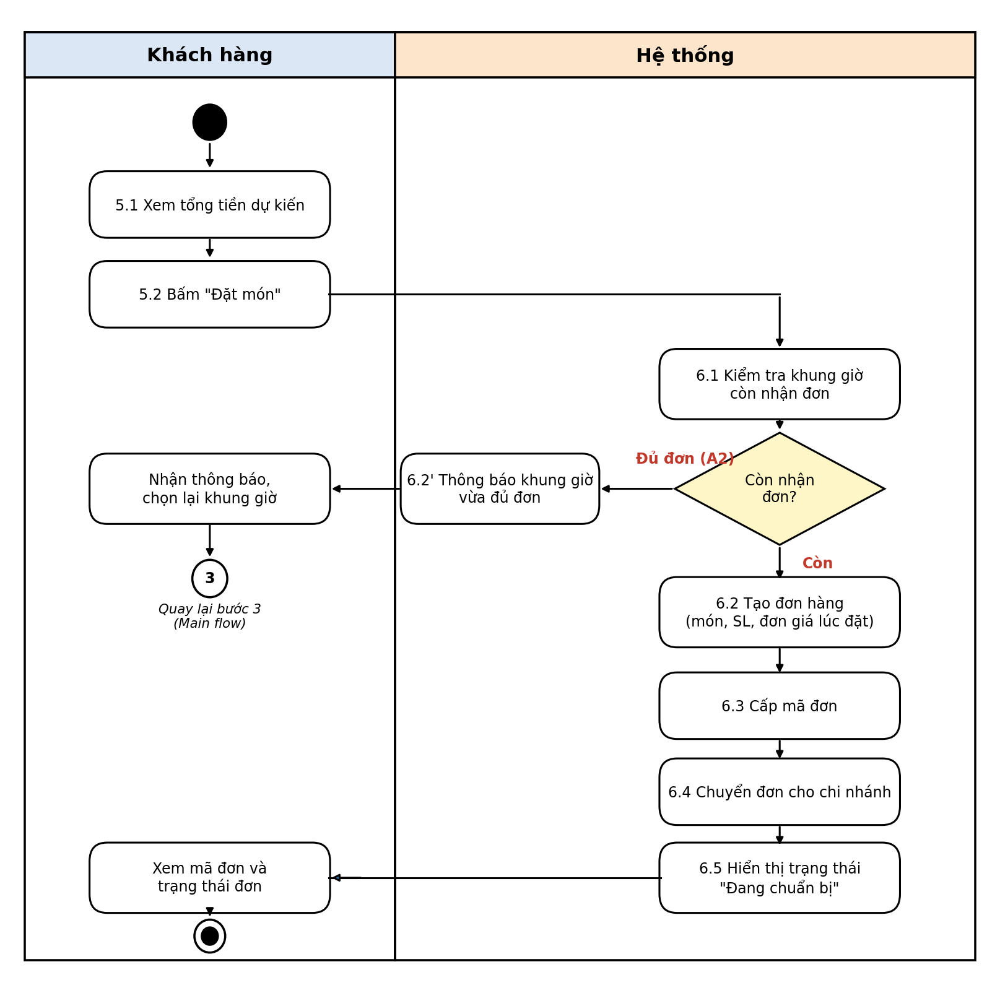 Khách hàng
Hệ thống
5.1 Xem tổng tiền dự kiến
5.2 Bấm "Đặt món"
6.1 Kiểm tra khung giờ
còn nhận đơn
Đủ đơn (A2)
Còn nhận
đơn?
6.2' Thông báo khung giờ
vừa đủ đơn
Nhận thông báo,
chọn lại khung giờ
3
Quay lại bước 3
(Main flow)
Còn
6.2 Tạo đơn hàng
(món, SL, đơn giá lúc đặt)
6.3 Cấp mã đơn
6.4 Chuyển đơn cho chi nhánh
6.5 Hiển thị trạng thái
"Đang chuẩn bị"
Xem mã đơn và
trạng thái đơn